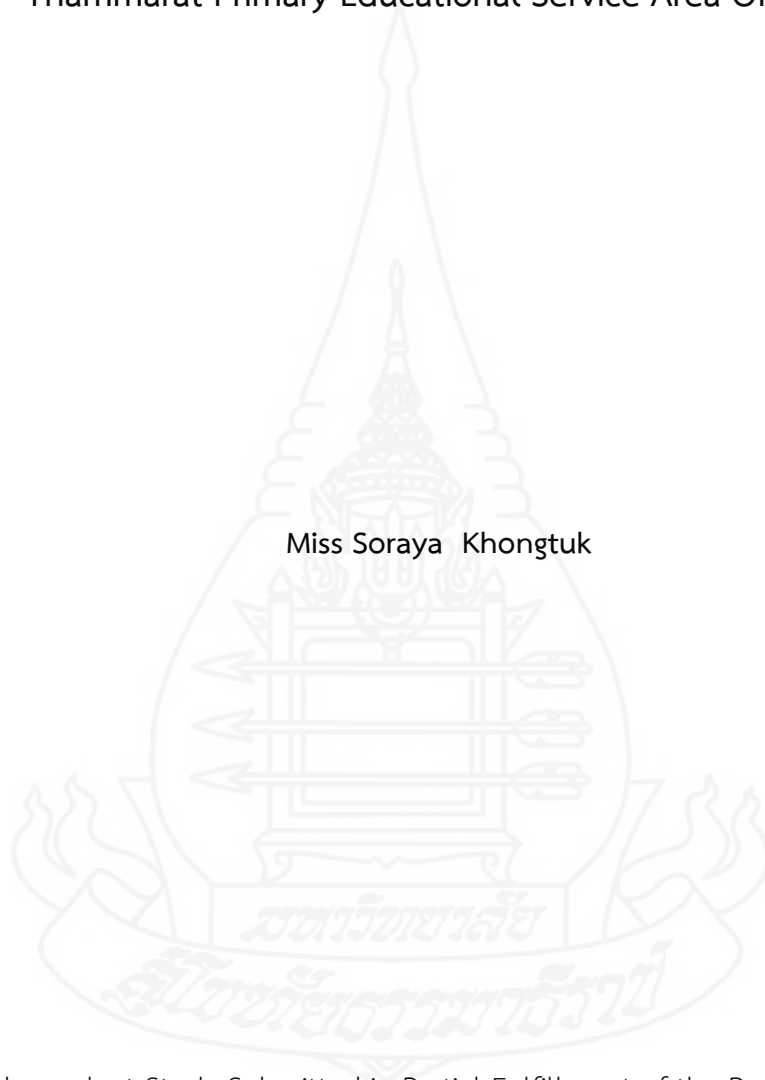 Thammarat Primary Educational Service Area
Miss Soraya Khongtuk
มหาวิทยาลัย
สุโขทัยธรรมาธิราช
Study Submitted in Partial Fulfillment of the